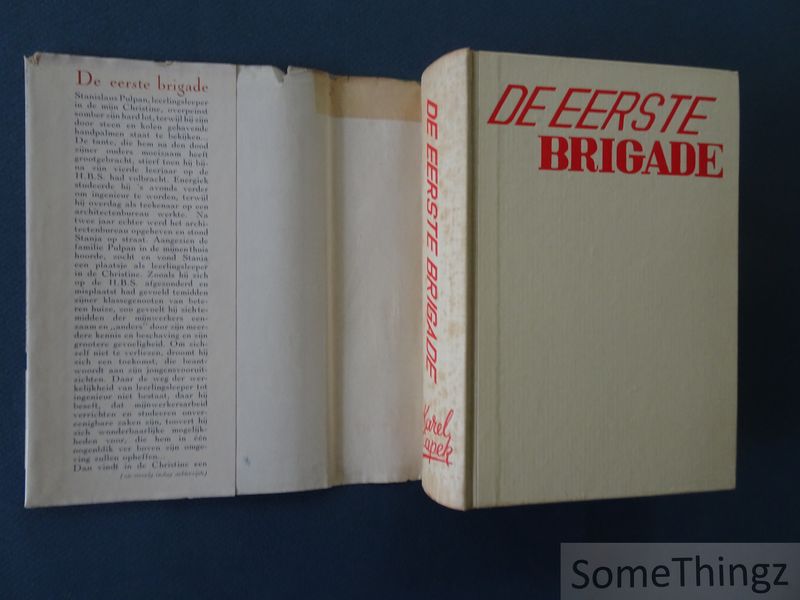 De eerste brigade
Stanislaus Pulpan, leerlingsleeper
in de mijn Christine, overpeinst
somber zijn hard lot, terwijl hij zijn
door steen en kolen gehavende
handpalmen staat te bekijken...
De tante, die hem na den dood
zijner ouders moeizaam heeft
grootgebracht, stierf toen hij bij-
na zijn vierde leerjaar op de
H.B.S. had volbracht. Energiek
studeerde hij 's avonds verder
om ingenieur te worden, terwijl
hij overdag als teekenaar op een
architectenbureau werkte. Na
twee jaar echter werd het archi-
tectenbureau opgeheven en stond
Stanja op straat. Aangezien de
familie Pulpan in de mijnen thuis
hoorde, zocht en vond Stania
een plaatsje als leerlingsleeper
in de Christine. Zooals hij zich
op de H.B.S. afgezonderd en
misplaatst had gevoeld temidden
zijner klassegenooten van bete-
ren huize, zoo gevoelt hij zich te-
midden der mijnwerkers een-
zaam en „anders” door zijn meer-
dere kennis en beschaving en zijn
grootere gevoeligheid. Om zich-
zelf niet te verliezen, droomt hij
zich een toekomst, die beant-
woordt aan zijn jongensvooruit-
zichten. Daar de weg der wer-
kelijkheid van leerlingsleeper tot
ingenieur niet bestaat, daar hij
beseft, dat mijnwerkersarbeid
verrichten en studeeren onver-
eenigbare zaken zijn, toovert hij
zich wonderbaarlijke mogelijk-
heden voor, die hem in één
oogenblik ver boven zijn omge-
ving zullen opheffen...
Dan vindt in de Christine een
DE EERSTE BRIGADE
Karel
Capek
DE EERSTE
BRIGADE
SomeThingz